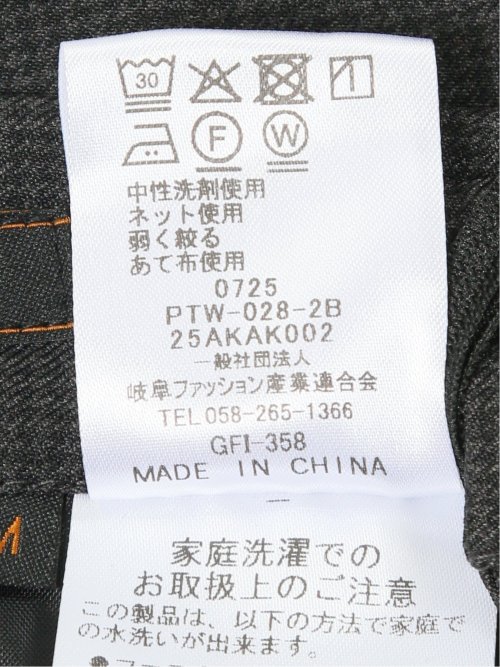 30
F W
中性洗剤使用
ネット使用
弱く絞る
あて布使用
0725
PTW-028-2B
25AKAK002
一般社団法人
岐阜ファッション産業連合会
TEL 058-265-1366
GFI-358
MADE IN CHINA
M
家庭洗濯での
お取扱上のご注意
この製品は、以下の方法で家庭で
の水洗いが出来ます。